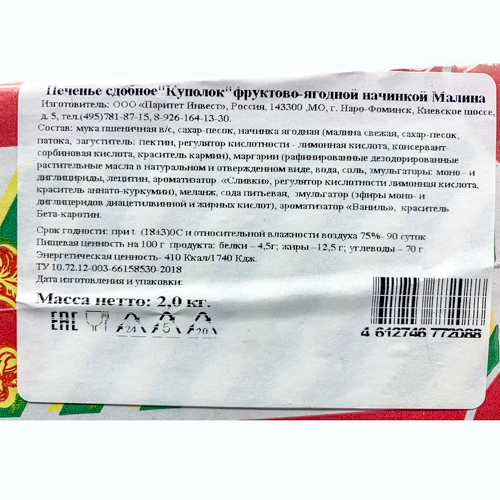 Печенье сдобное"Куполок"фруктово-ягодной начинкой Малина
Изготовитель: ООО «Паритет Инвест», Россия, 143300 ,МО, г. Наро-Фоминск, Киевское шоссе,
д. 5, тел.(495)781-87-15, 8-926-164-13-30.
Состав: мука пшеничная в/с, сахар-песок, начинка ягодная (малина свежая, сахар-песок,
патока, загуститель: пектин, регулятор кислотности - лимонная кислота, консервант-
сорбиновая кислота, краситель кармин), маргарин (рафинированные дезодорированные
растительные масла в натуральном и отвержденном виде, вода, соль, эмульгаторы: моно - и
диглицериды, лецитин, ароматизатор «Сливки», регулятор кислотности лимонная кислота,
краситель аннато-куркумин), меланж, сода питьевая, эмульгатор (эфиры моно- и
диглицеридов диацетилвинной и жирных кислот), ароматизатор «Ваниль», краситель
Бета-каротин.
Срок годности: при t (18±3)0С и относительной влажности воздуха 75%- 90 суток
Пищевая ценность на 100 г продукта: белки – 4,5г; жиры –12,5 г; углеводы – 70 г
Энергетическая ценность- 410 Ккал/1740 Кдж.
ТУ 10.72.12-003-66158530-2018
Дата изготовления и упаковки:
Масса нетто: 2,0 кг.
EAC 24 5 20
4 612746 772088